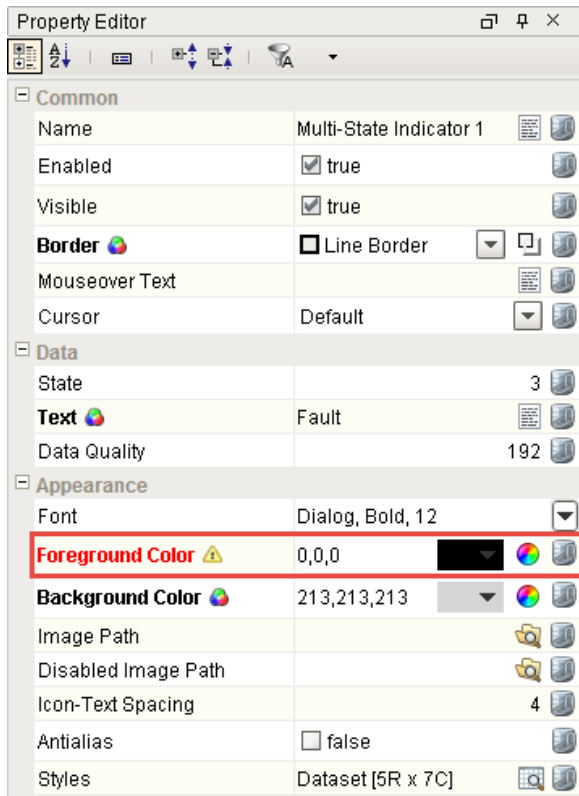 Property Editor
Common
Name Multi-State Indicator 1
Enabled true
Visible true
Border Line Border
Mouseover Text
Cursor Default
Data
State 3
Text Fault
Data Quality 192
Appearance
Font Dialog, Bold, 12
Foreground Color 0,0,0
Background Color 213,213,213
Image Path
Disabled Image Path
Icon-Text Spacing 4
Antialias false
Styles Dataset [5R x 7C]